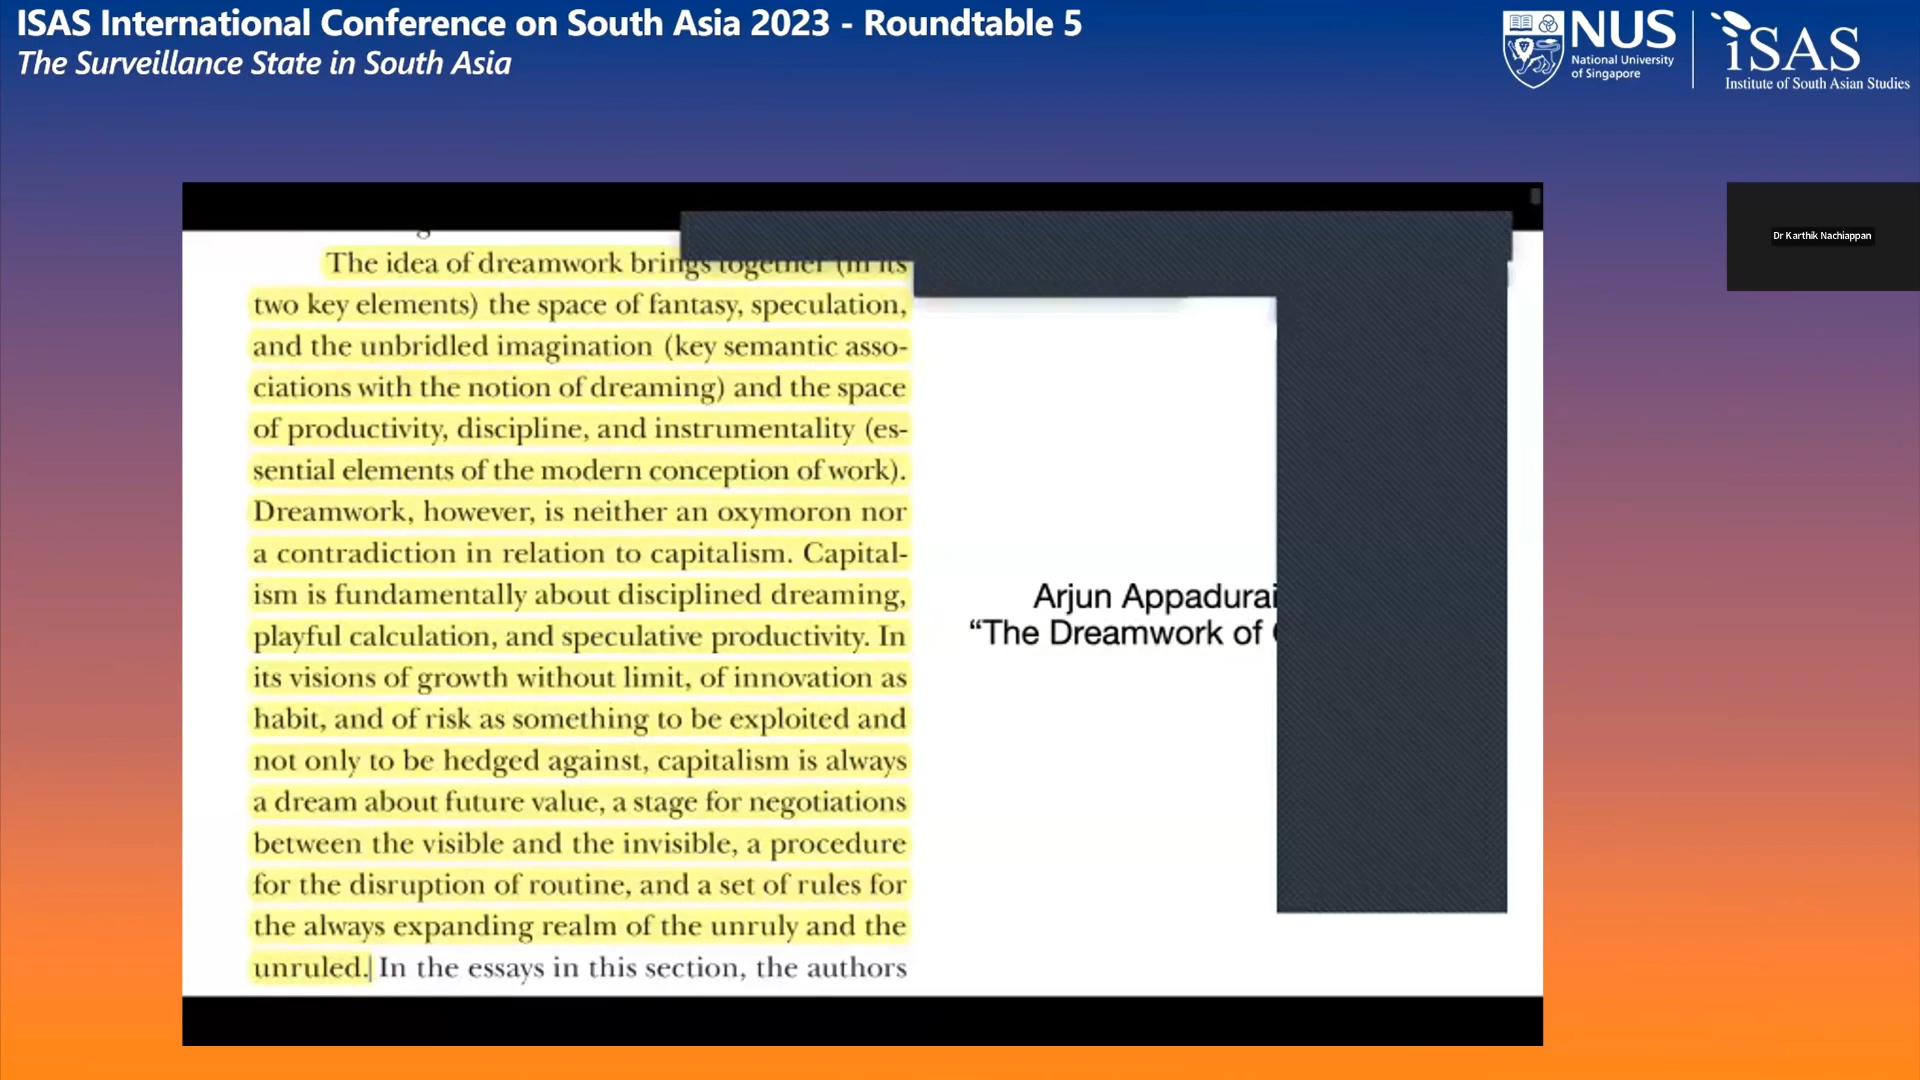 ISAS International Conference on South Asia 2023 - Roundtable 5
The Surveillance State in South Asia
NUS
National University
of Singapore
iSAS
Institute of South Asian Studies
Dr Karthik Nachiappan
The idea of dreamwork brings together (in its
two key elements) the space of fantasy, speculation,
and the unbridled imagination (key semantic asso-
ciations with the notion of dreaming) and the space
of productivity, discipline, and instrumentality (es-
sential elements of the modern conception of work).
Dreamwork, however, is neither an oxymoron nor
a contradiction in relation to capitalism. Capital-
ism is fundamentally about disciplined dreaming,
playful calculation, and speculative productivity. In
its visions of growth without limit, of innovation as
habit, and of risk as something to be exploited and
not only to be hedged against, capitalism is always
a dream about future value, a stage for negotiations
between the visible and the invisible, a procedure
for the disruption of routine, and a set of rules for
the always expanding realm of the unruly and the
unruled. In the essays in this section, the authors
Arjun Appadurai
“The Dreamwork of